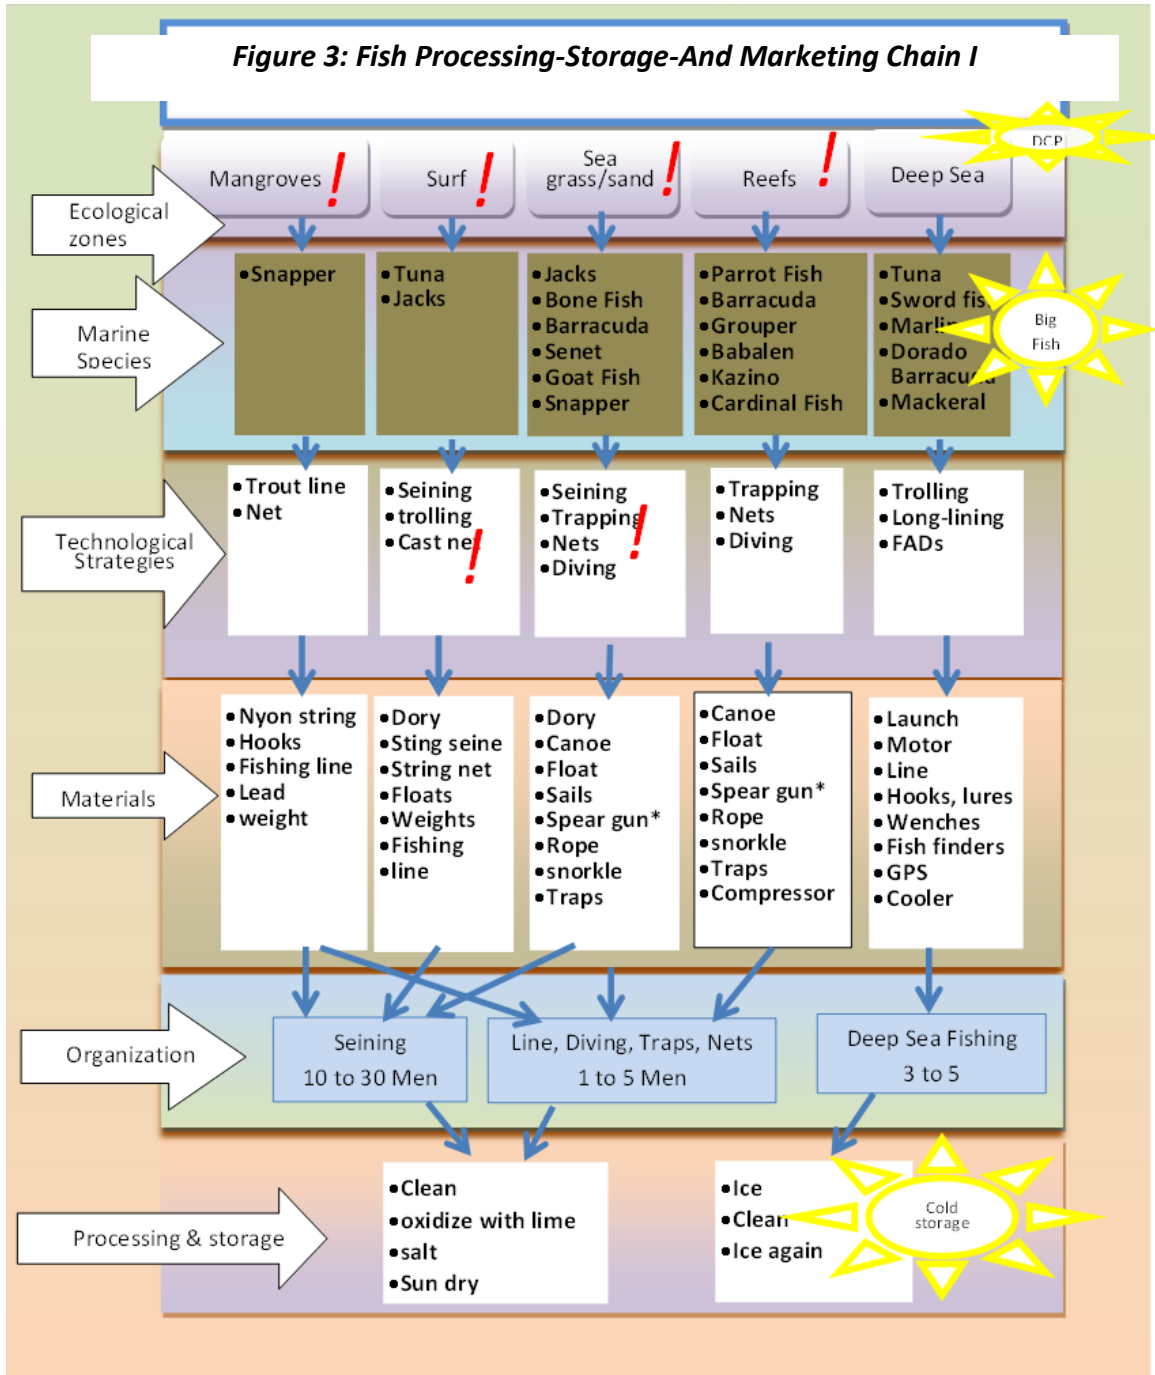 Figure 3: Fish Processing-Storage-And Marketing Chain I
DCP
Ecological
zones
Mangroves !
Surf !
Sea
grass/sand !
Reefs !
Deep Sea
Marine
Species
•Snapper
•Tuna
•Jacks
•Jacks
•Bone Fish
•Barracuda
•Senet
•Goat Fish
•Snapper
•Parrot Fish
•Barracuda
•Grouper
•Babalen
•Kazino
•Cardinal Fish
•Tuna
•Sword fis
•Marlin
•Dorado
Barracuda
•Mackeral
Big
Fish
Technological
Strategies
•Trout line
•Net
•Seining
•trolling
•Cast net !
•Seining
•Trapping
•Nets !
•Diving
•Trapping
•Nets
•Diving
•Trolling
•Long-lining
•FADs
Materials
•Nyon string
•Hooks
•Fishing line
•Lead
•weight
•Dory
•Sting seine
•String net
•Floats
•Weights
•Fishing
•line
•Dory
•Canoe
•Float
•Sails
•Spear gun*
•Rope
•snorkle
•Traps
•Canoe
•Float
•Sails
•Spear gun*
•Rope
•snorkle
•Traps
•Compressor
•Launch
•Motor
•Line
•Hooks, lures
•Wenches
•Fish finders
•GPS
•Cooler
Organization
Seining
10 to 30 Men
Line, Diving, Traps, Nets
1 to 5 Men
Deep Sea Fishing
3 to 5
Processing & storage
•Clean
•oxidize with lime
•salt
•Sun dry
•Ice
•Clean
•Ice again
Cold
storage